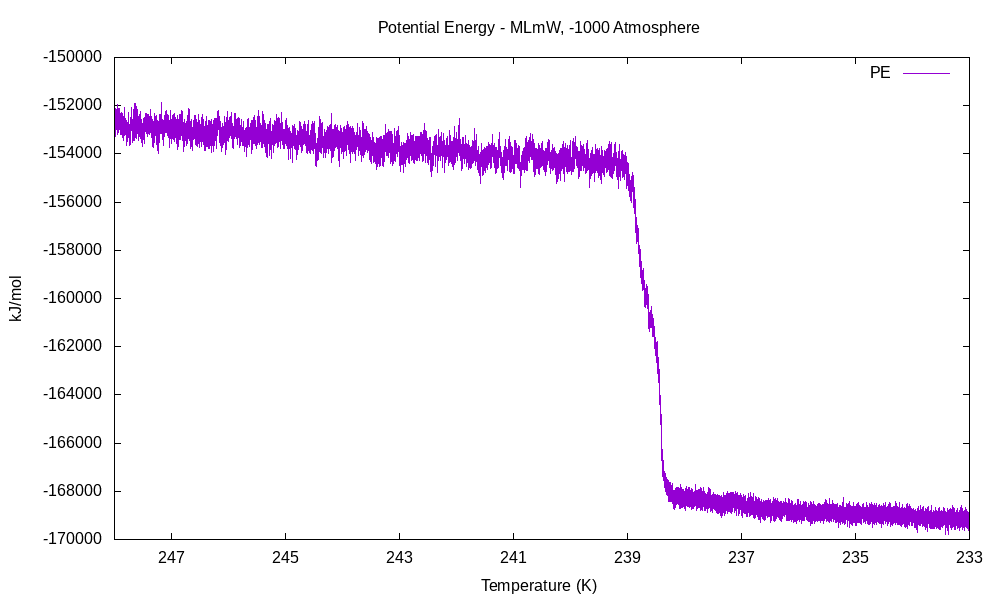 Potential Energy - MLmW, -1000 Atmosphere
PE
-150000
-152000
-154000
-156000
-158000
-160000
-162000
-164000
-166000
-168000
-170000
kJ/mol
247 245 243 241 239 237 235 233
Temperature (K)